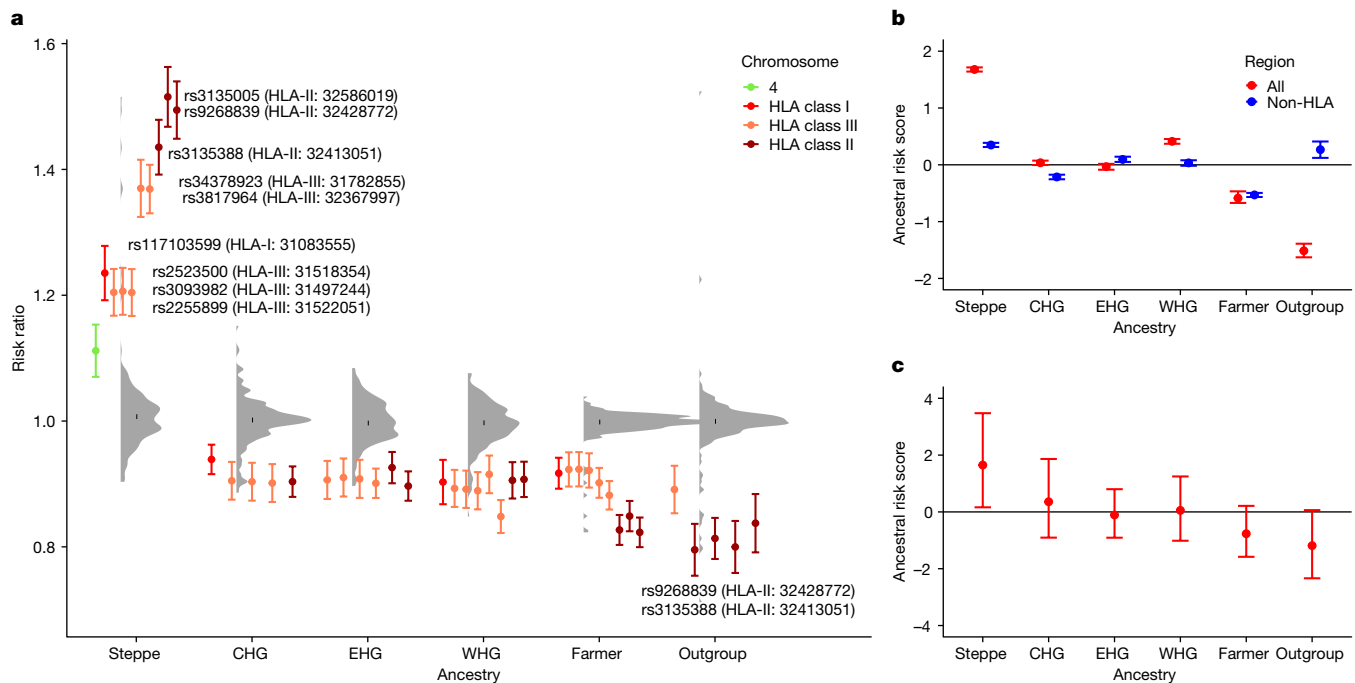 a
1.6
1.4
1.2
1.0
0.8
Risk ratio
Chromosome
4
HLA class I
HLA class III
HLA class II
rs3135005 (HLA-II: 32586019)
rs9268839 (HLA-II: 32428772)
rs3135388 (HLA-II: 32413051)
rs34378923 (HLA-III: 31782855)
rs3817964 (HLA-III: 32367997)
rs117103599 (HLA-I: 31083555)
rs2523500 (HLA-III: 31518354)
rs3093982 (HLA-III: 31497244)
rs2255899 (HLA-III: 31522051)
rs9268839 (HLA-II: 32428772)
rs3135388 (HLA-II: 32413051)
Steppe CHG EHG WHG Farmer Outgroup
Ancestry
b
2
1
0
−1
−2
Ancestral risk score
Region
All
Non-HLA
Steppe CHG EHG WHG Farmer Outgroup
Ancestry
c
4
2
0
−2
−4
Ancestral risk score
Steppe CHG EHG WHG Farmer Outgroup
Ancestry